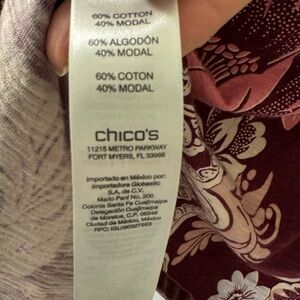 60% COTTON
40% MODAL
60% ALGODÓN
40% MODAL
60% COTON
40% MODAL
chico's
11215 METRO PARKWAY
FORT MYERS, FL 33966
Importado en México por:
Importadora Globastic
S.A. de C.V.
Mario Pani No. 200
Colonia Santa Fe Cuajimalpa
Delegación Cuajimalpa
de Morelos, C.P. 05348
Ciudad de México, México